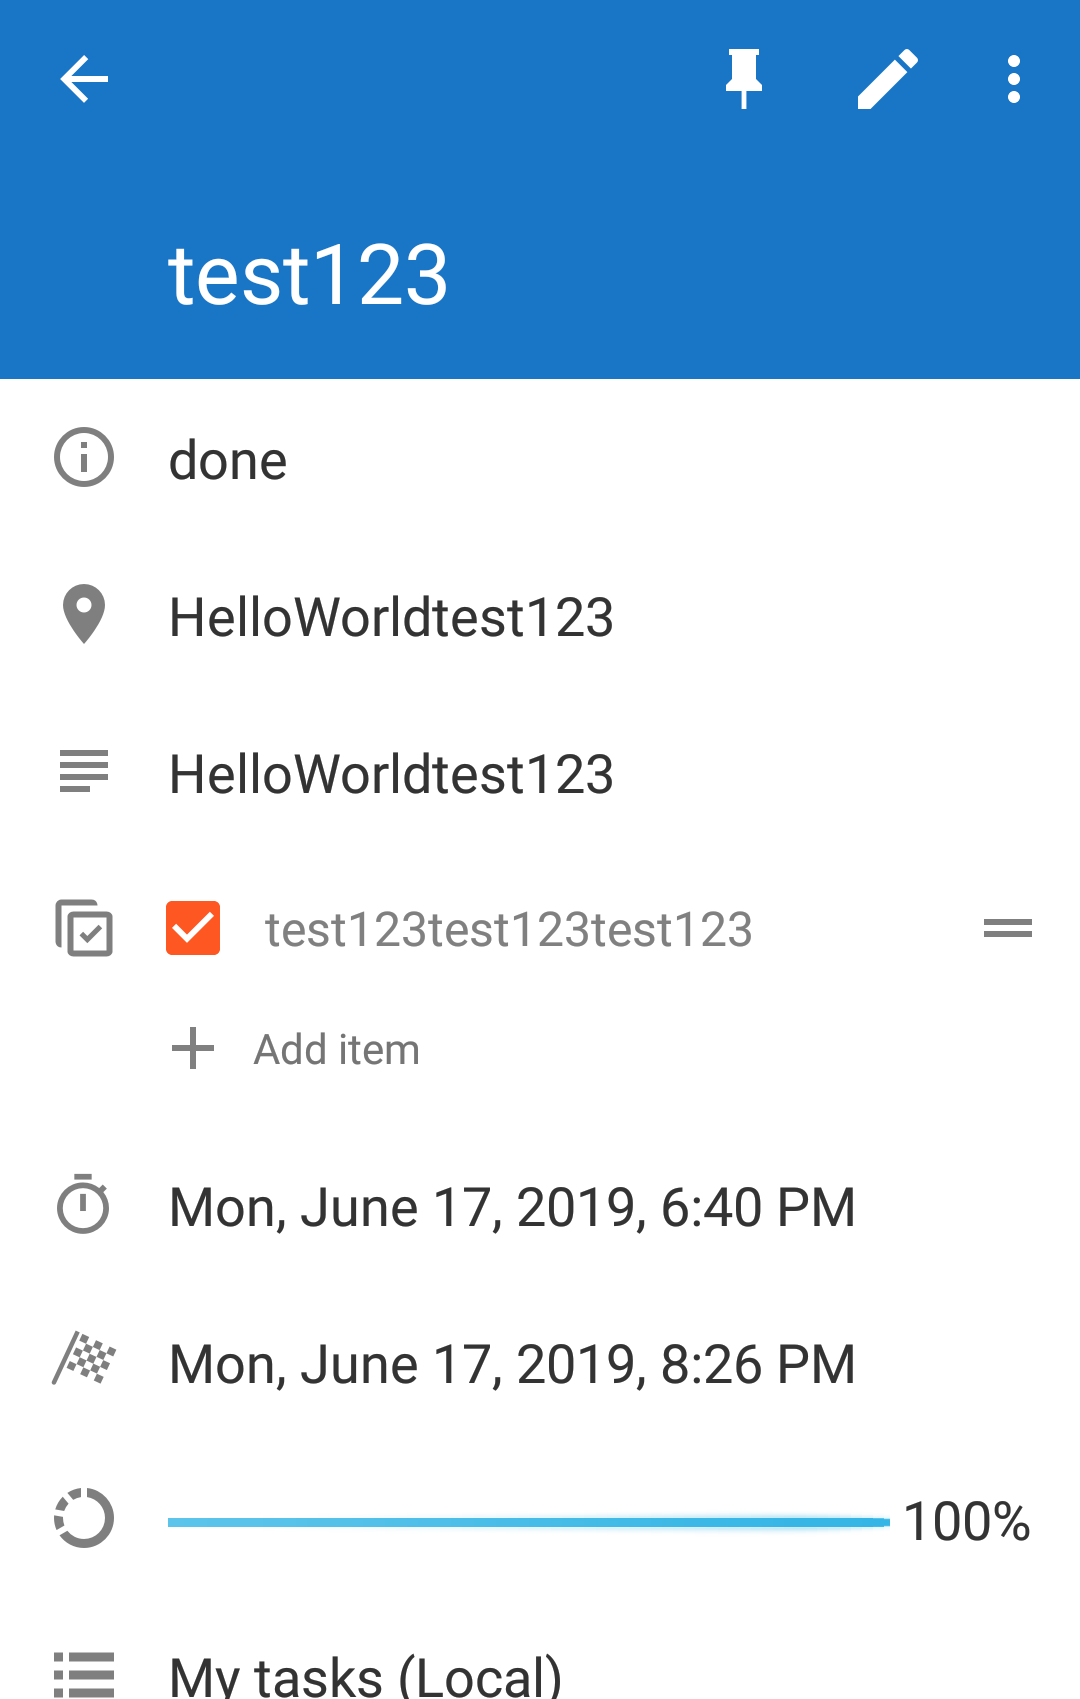 test123
done
HelloWorldtest123
HelloWorldtest123
test123test123test123
Add item
Mon, June 17, 2019, 6:40 PM
Mon, June 17, 2019, 8:26 PM
100%
My tasks (Local)